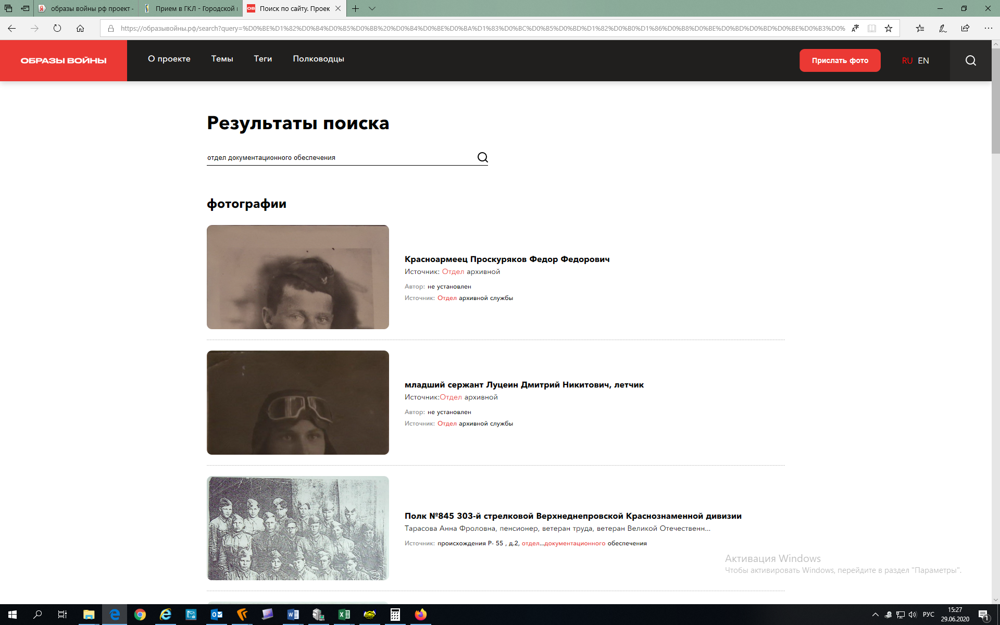 образы войны рф проект -
Прием в ГКЛ - Городской
Поиск по сайту. Проек
https://образывойны.рф/search?query=%D0%BE%D1%82%D0%B4%D0%B5%D0%BB%20%D0%B4%D0%BE%D0%BA%D1%83%D0%BC%D0%B5%D0%BD%D1%82%D0%B0%D1%86%D0%B8%D0%BE%D0%BD%D0%BD%D0%BE%D0%B3%D0%
ОБРАЗЫ ВОЙНЫ
О проекте
Темы
Теги
Полководцы
Прислать фото
RU EN
Результаты поиска
отдел документационного обеспечения
фотографии
Красноармеец Проскуряков Федор Федорович
Источник: Отдел архивной
Автор: не установлен
Источник: Отдел архивной службы
младший сержант Луцеин Дмитрий Никитович, летчик
Источник:Отдел архивной
Автор: не установлен
Источник: Отдел архивной службы
Полк №845 303-й стрелковой Верхнеднепровской Краснознаменной дивизии
Тарасова Анна Фроловна, пенсионер, ветеран труда, ветеран Великой Отечественн...
Источник: происхождения Р- 55 , д.2, отдел...документационного обеспечения
Активация Windows
Чтобы активировать Windows, перейдите в раздел "Параметры".
РУС
15:27
29.06.2020
1